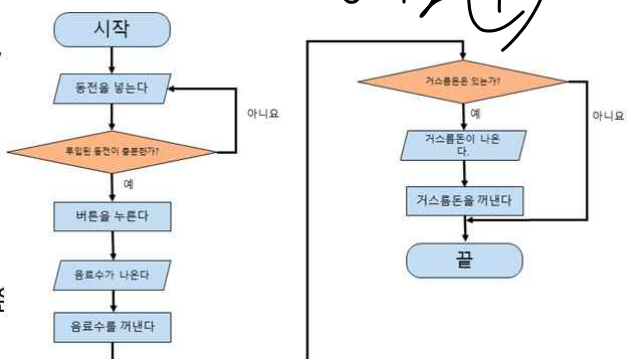 시작
동전을 넣는다
아니요
투입된 동전이 충분한가?
예
버튼을 누른다
음료수가 나온다
음료수를 꺼낸다
거스름돈은 있는가?
아니요
예
거스름돈이 나온
다.
거스름돈을 꺼낸다
끝